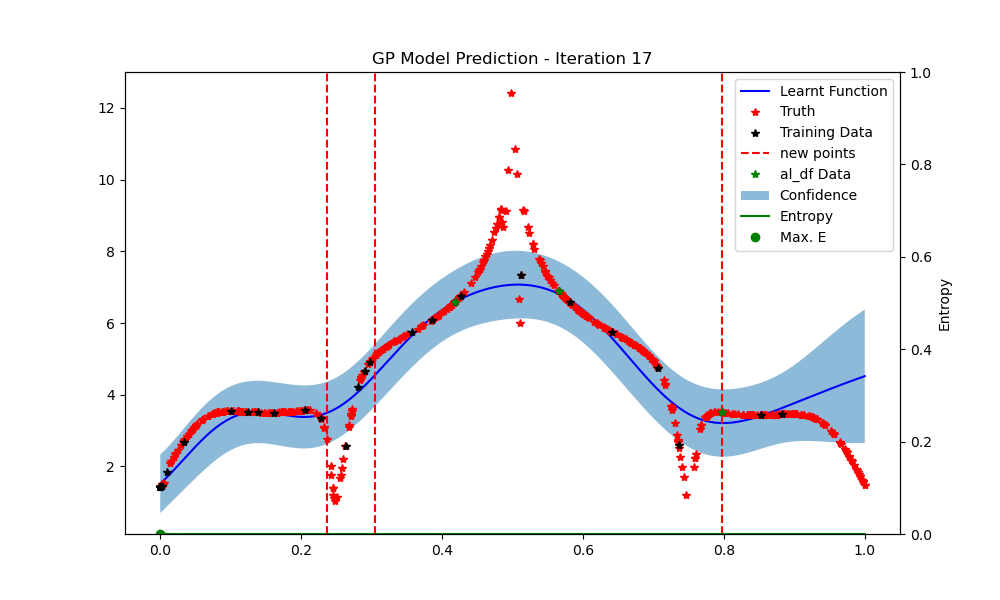 GP Model Prediction - Iteration 17
12
10
8
6
4
2
0.0
0.2
0.4
0.6
0.8
1.0
1.0
0.8
0.6
0.4
0.2
0.0
Entropy
Learnt Function
Truth
Training Data
new points
al_df Data
Confidence
Entropy
Max. E